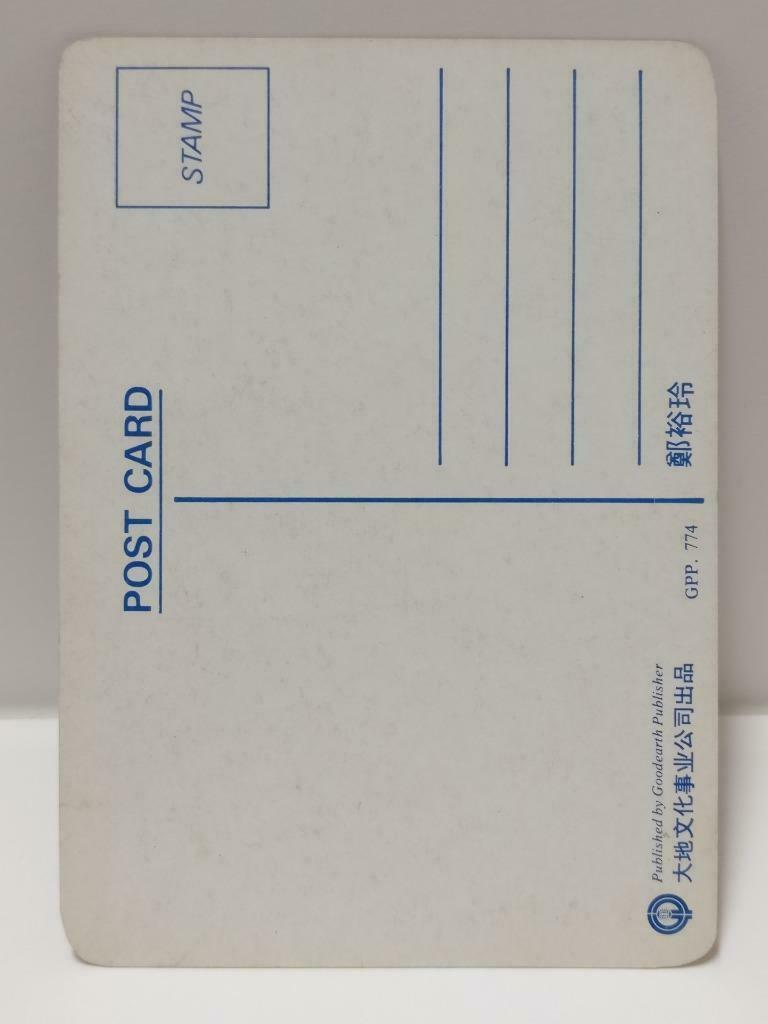 POST CARD
STAMP
Published by Goodearth Publisher
大地文化事业公司出品
GPP. 774
鄭裕玲